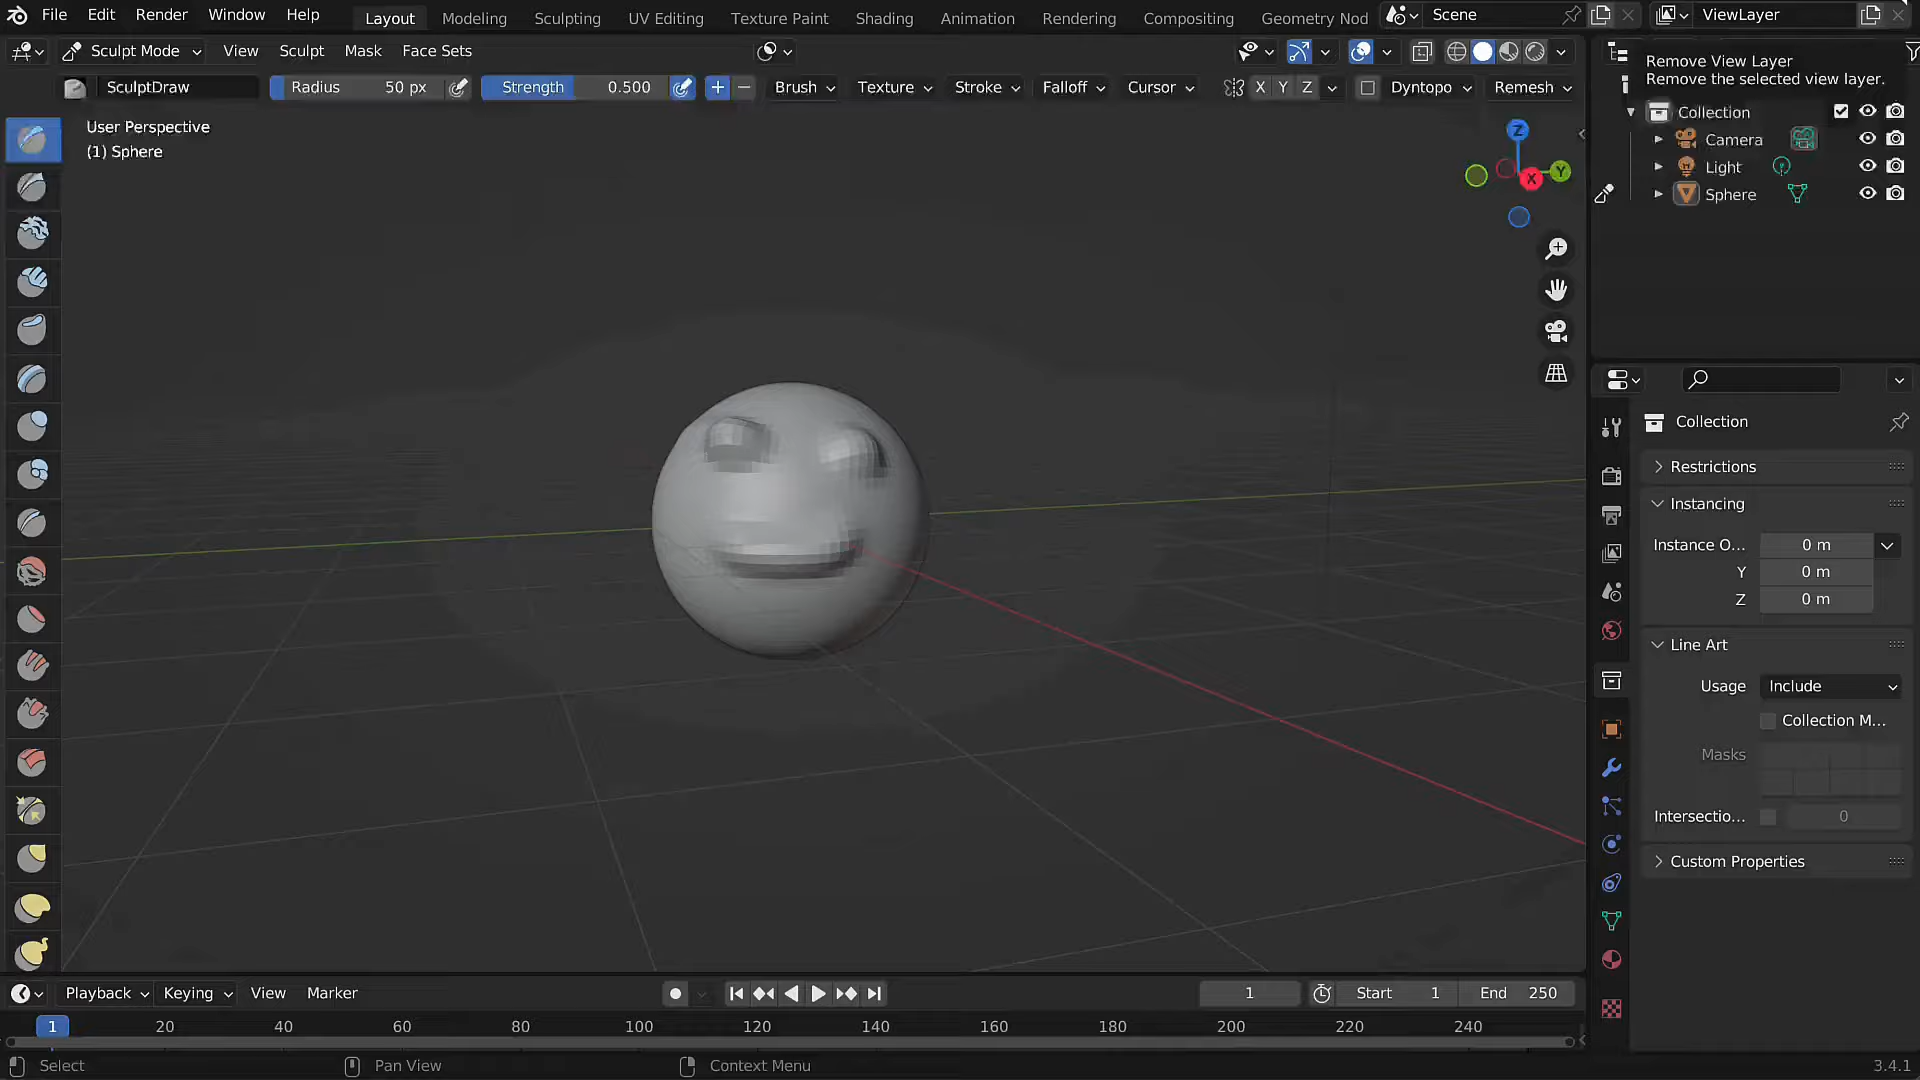 File Edit Render Window Help Layout Modeling Sculpting UV Editing Texture Paint Shading Animation Rendering Compositing Geometry Nod Scene ViewLayer
Sculpt Mode View Sculpt Mask Face Sets
Remove View Layer
Remove the selected view layer.
SculptDraw Radius 50 px Strength 0.500 Brush Texture Stroke Falloff Cursor X Y Z Dyntopo Remesh
User Perspective
(1) Sphere
Z
Y
X
Collection
Camera
Light
Sphere
Collection
Restrictions
Instancing
Instance O... 0 m
Y 0 m
Z 0 m
Line Art
Usage Include
Collection M...
Masks
Intersectio... 0
Custom Properties
Playback Keying View Marker 1 Start 1 End 250
1 20 40 60 80 100 120 140 160 180 200 220 240
Select Pan View Context Menu 3.4.1